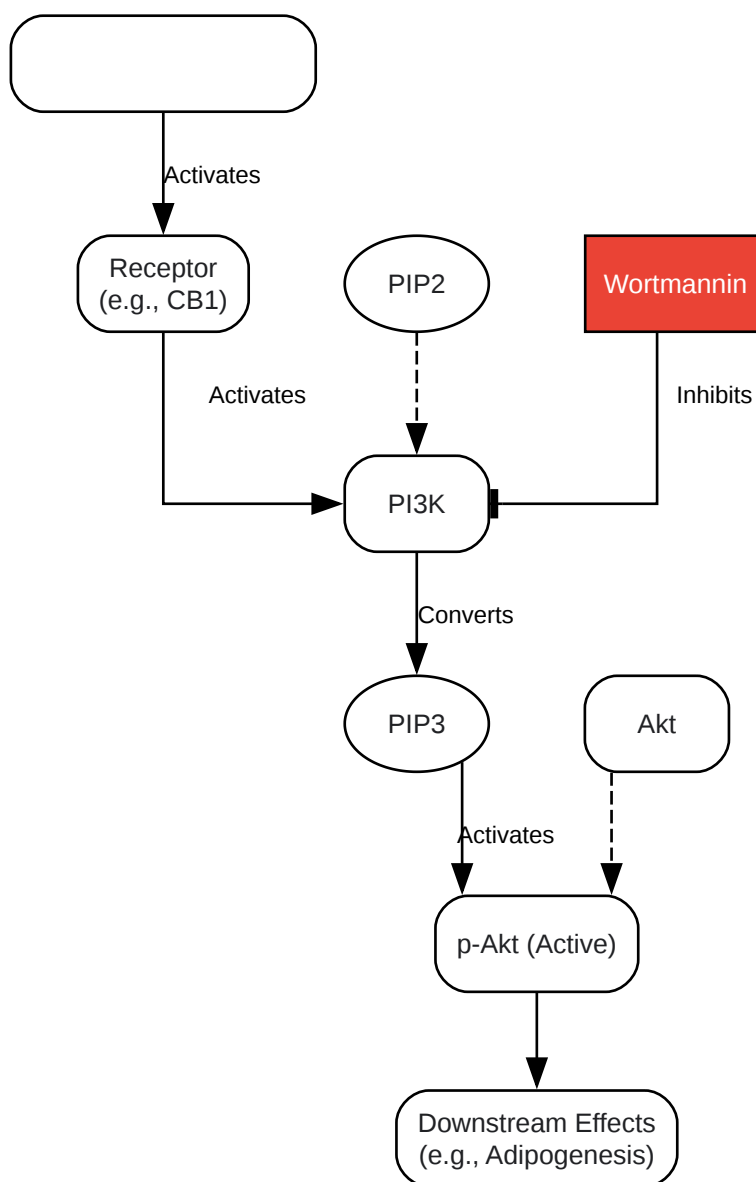 Activates
Receptor
(e.g., CB1)
PIP2
Wortmannin
Activates
Inhibits
PI3K
Converts
PIP3
Akt
Activates
p-Akt (Active)
Downstream Effects
(e.g., Adipogenesis)